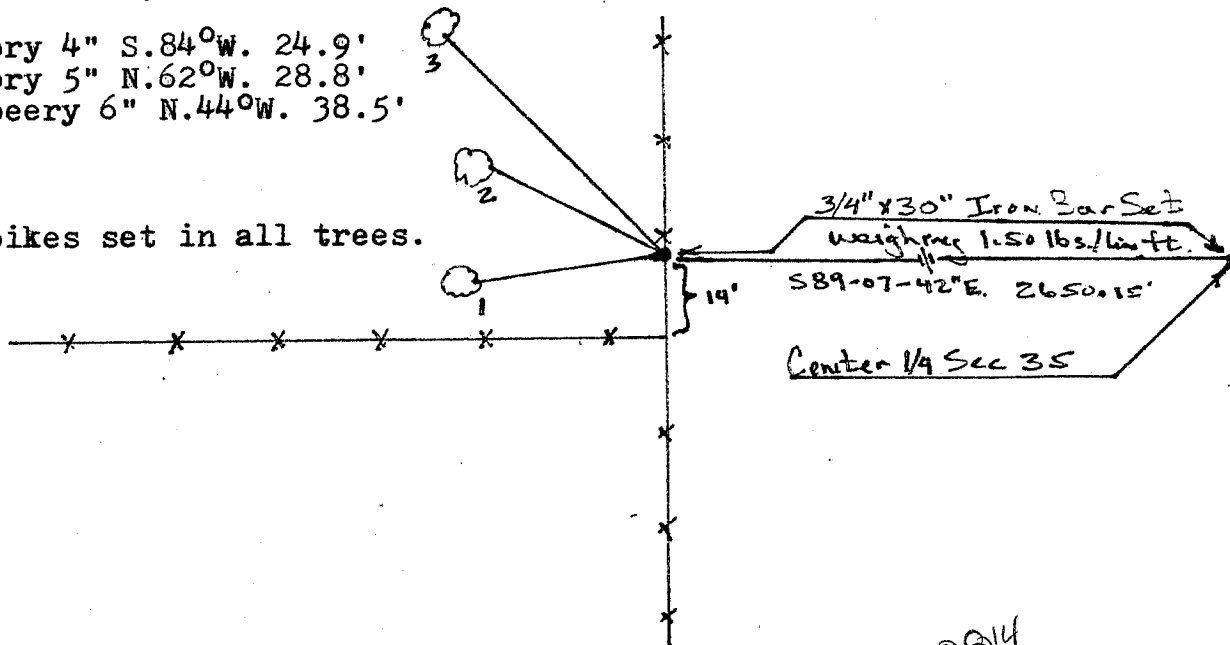 ory 4" S.84°W. 24.9'
ory 5" N.62°W. 28.8'
beery 6" N.44°W. 38.5'
3
2
pikes set in all trees.
1
3/4"x30" Iron Bar Set
weighing 1.50 lbs./lin ft.
S89-07-42"E. 2650.15'
14'
Center 1/4 Sec 35